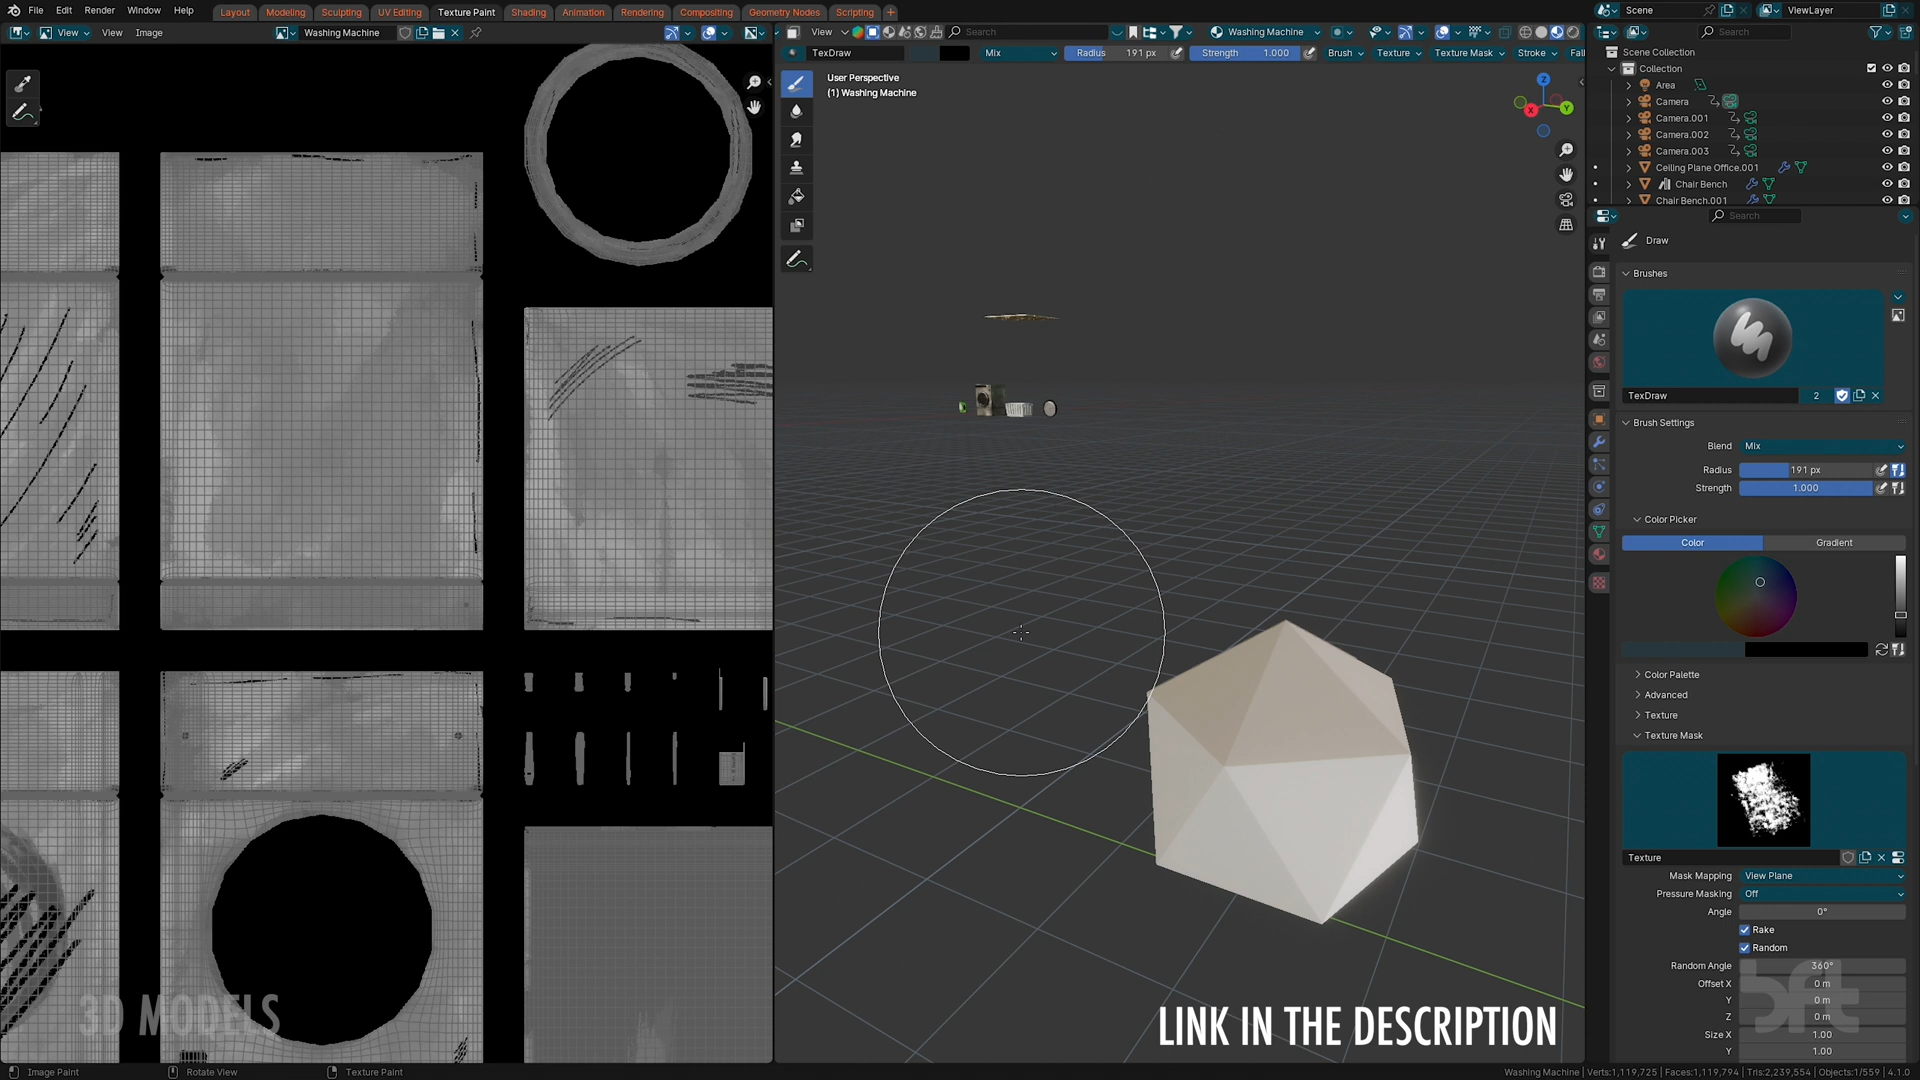 File Edit Render Window Help
Layout Modeling Sculpting UV Editing Texture Paint Shading Animation Rendering Compositing Geometry Nodes Scripting +
Scene ViewLayer
View View Image Washing Machine
View Search Washing Machine
TexDraw Mix Radius 191 px Strength 1.000 Brush Texture Texture Mask Stroke Fall
User Perspective
(1) Washing Machine
Z
X Y
Search
Scene Collection
Collection
Area
Camera
Camera.001
Camera.002
Camera.003
Ceiling Plane Office.001
Chair Bench
Chair Bench.001
Search
Draw
Brushes
TexDraw 2
Brush Settings
Blend Mix
Radius 191 px
Strength 1.000
Color Picker
Color Gradient
Color Palette
Advanced
Texture
Texture Mask
Texture
Mask Mapping View Plane
Pressure Masking Off
Angle 0°
Rake
Random
Random Angle 360°
Offset X 0 m
Y 0 m
Z 0 m
Size X 1.00
Y 1.00
bft
3D MODELS
LINK IN THE DESCRIPTION
Image Paint Rotate View Texture Paint
Washing Machine | Verts:1,119,725 | Faces:1,119,794 | Tris:2,239,554 | Objects:1/559 | 4.1.0